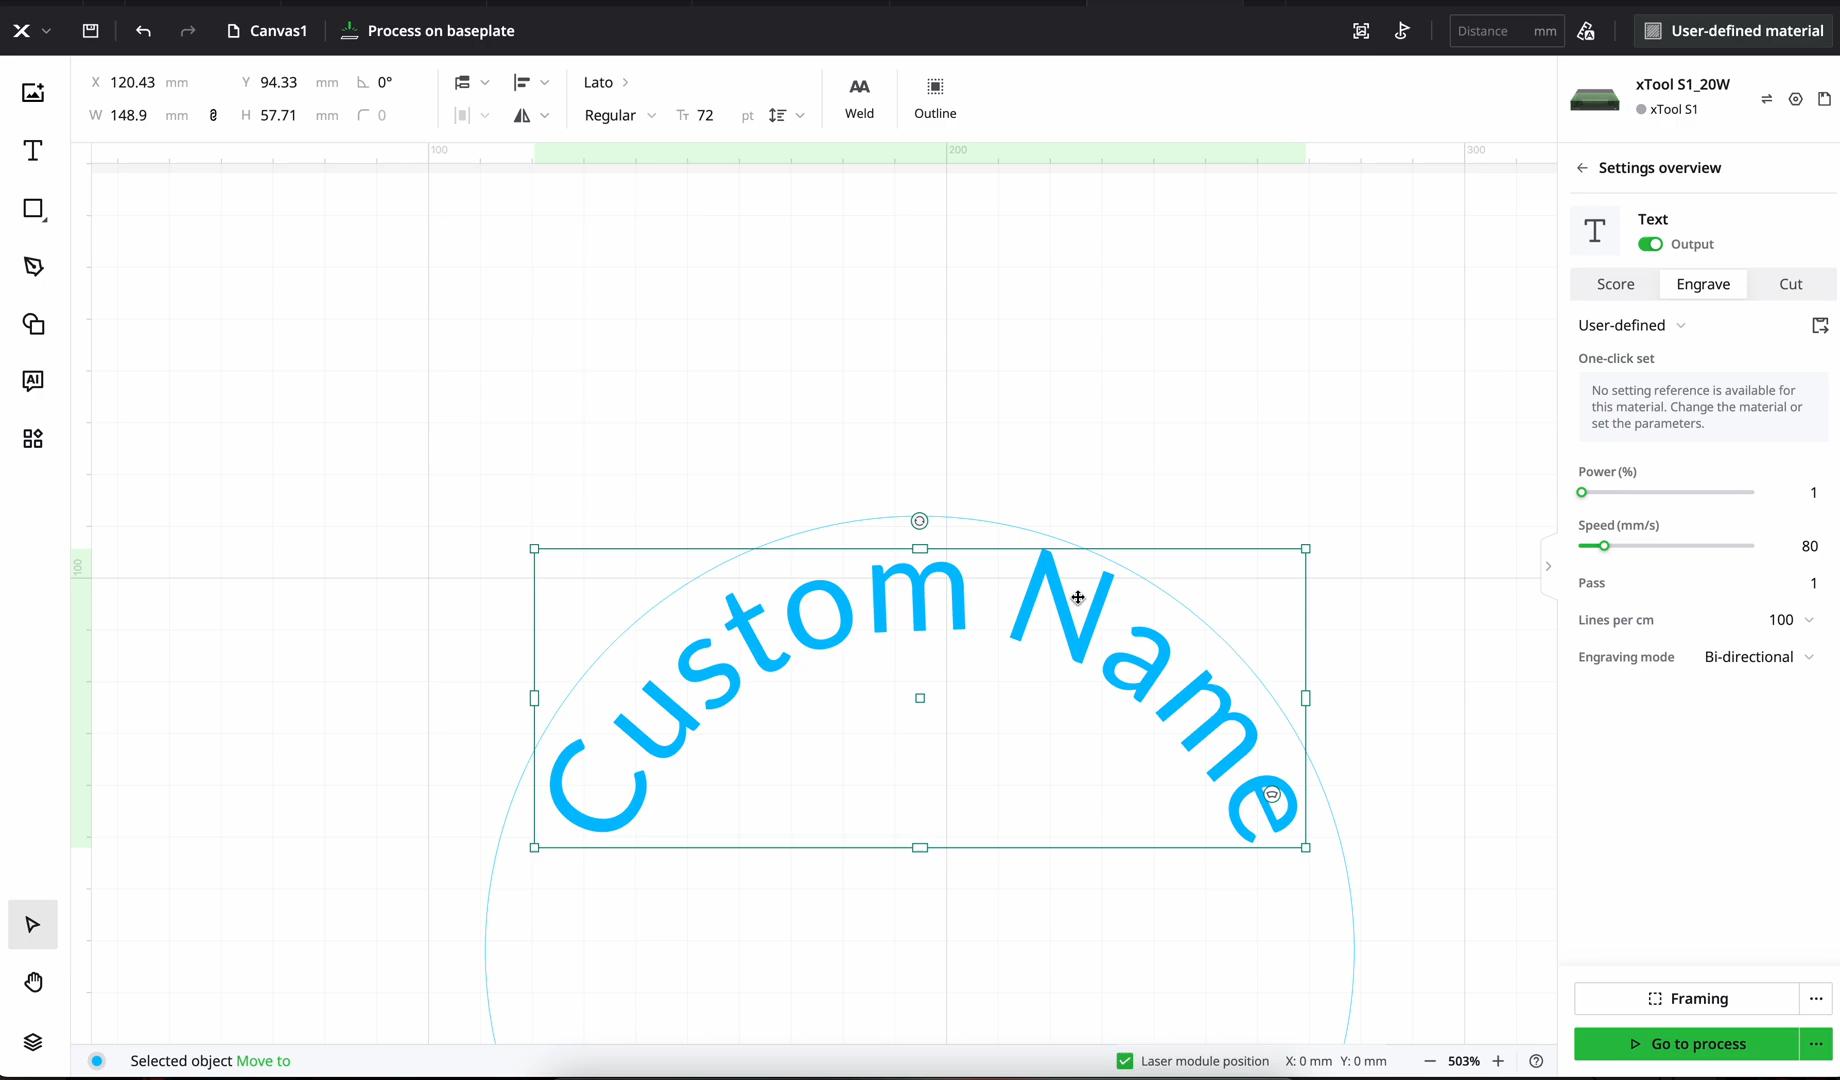 Canvas1
Process on baseplate
Distance mm
User-defined material
X 120.43 mm Y 94.33 mm 0°
W 148.9 mm H 57.71 mm 0
Lato
Regular Tт 72 pt
AA
Weld
Outline
xTool S1_20W
xTool S1
100 200 300
100
Settings overview
T
Text
Output
Score Engrave Cut
User-defined
One-click set
No setting reference is available for
this material. Change the material or
set the parameters.
Power (%)
1
Speed (mm/s)
80
Pass 1
Lines per cm 100
Engraving mode Bi-directional
AI
Custom Name
Framing
Go to process
Selected object Move to
Laser module position X: 0 mm Y: 0 mm
503%